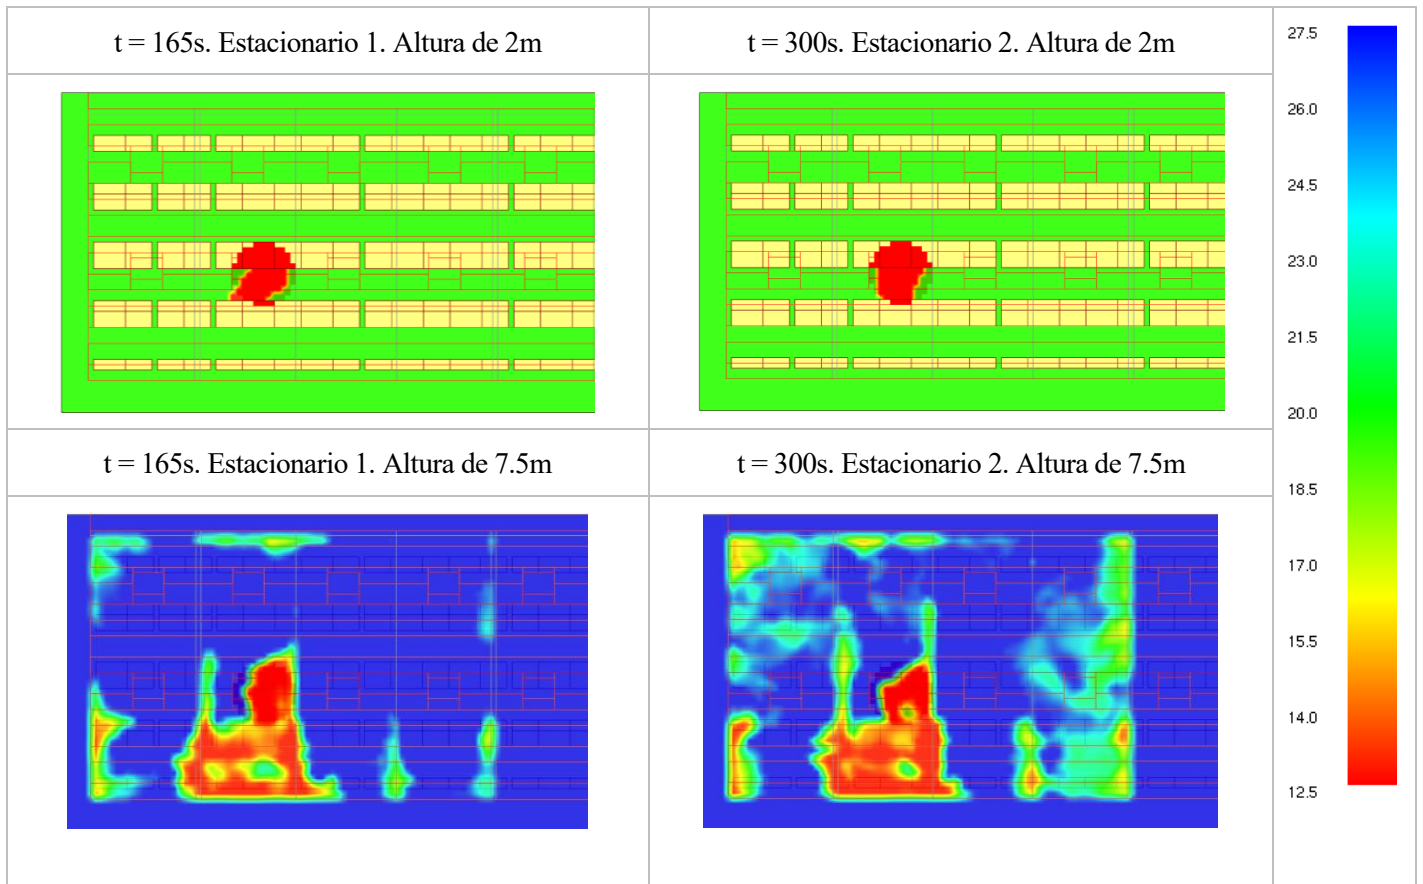 t = 165s. Estacionario 1. Altura de 2m
t = 300s. Estacionario 2. Altura de 2m
27.5
26.0
24.5
23.0
21.5
20.0
18.5
17.0
15.5
14.0
12.5
t = 165s. Estacionario 1. Altura de 7.5m
t = 300s. Estacionario 2. Altura de 7.5m